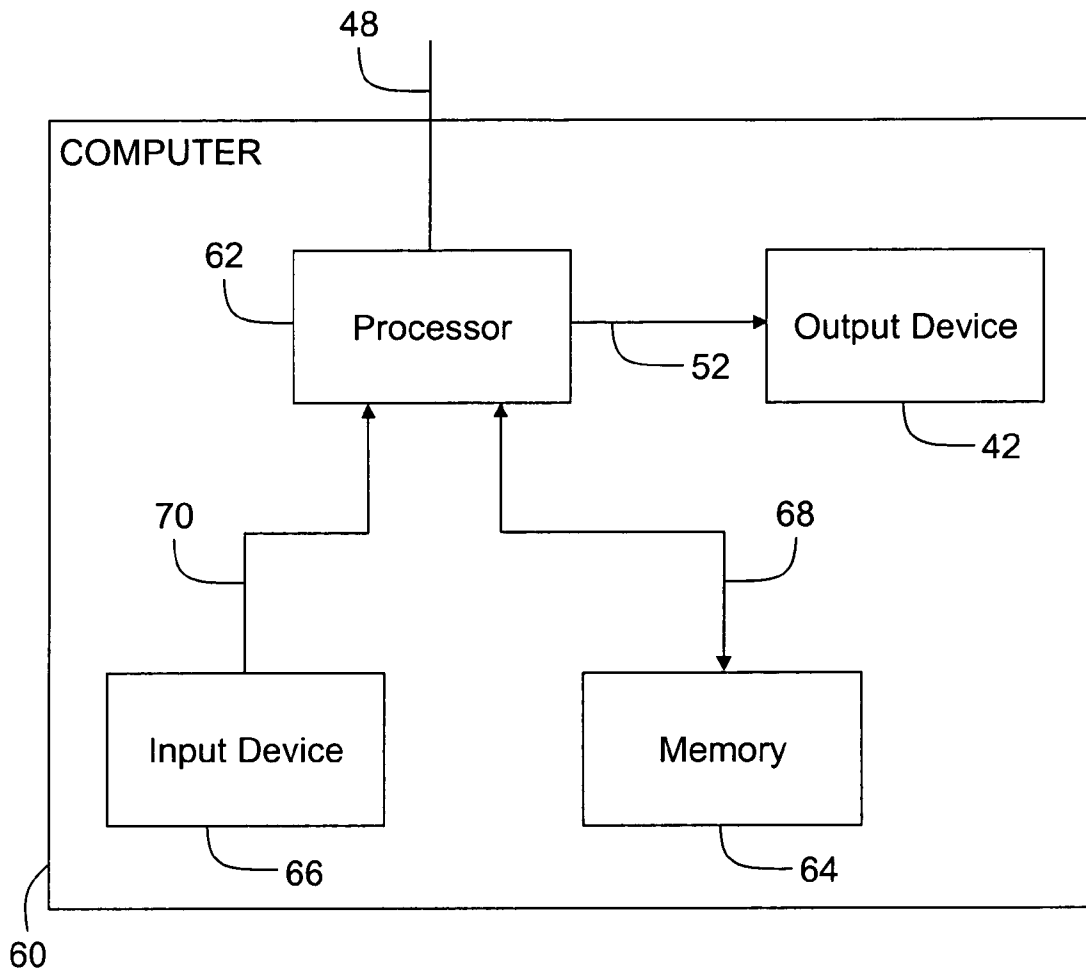 48
COMPUTER
62
Processor
Output Device
52
42
70
68
Input Device
Memory
66
64
60